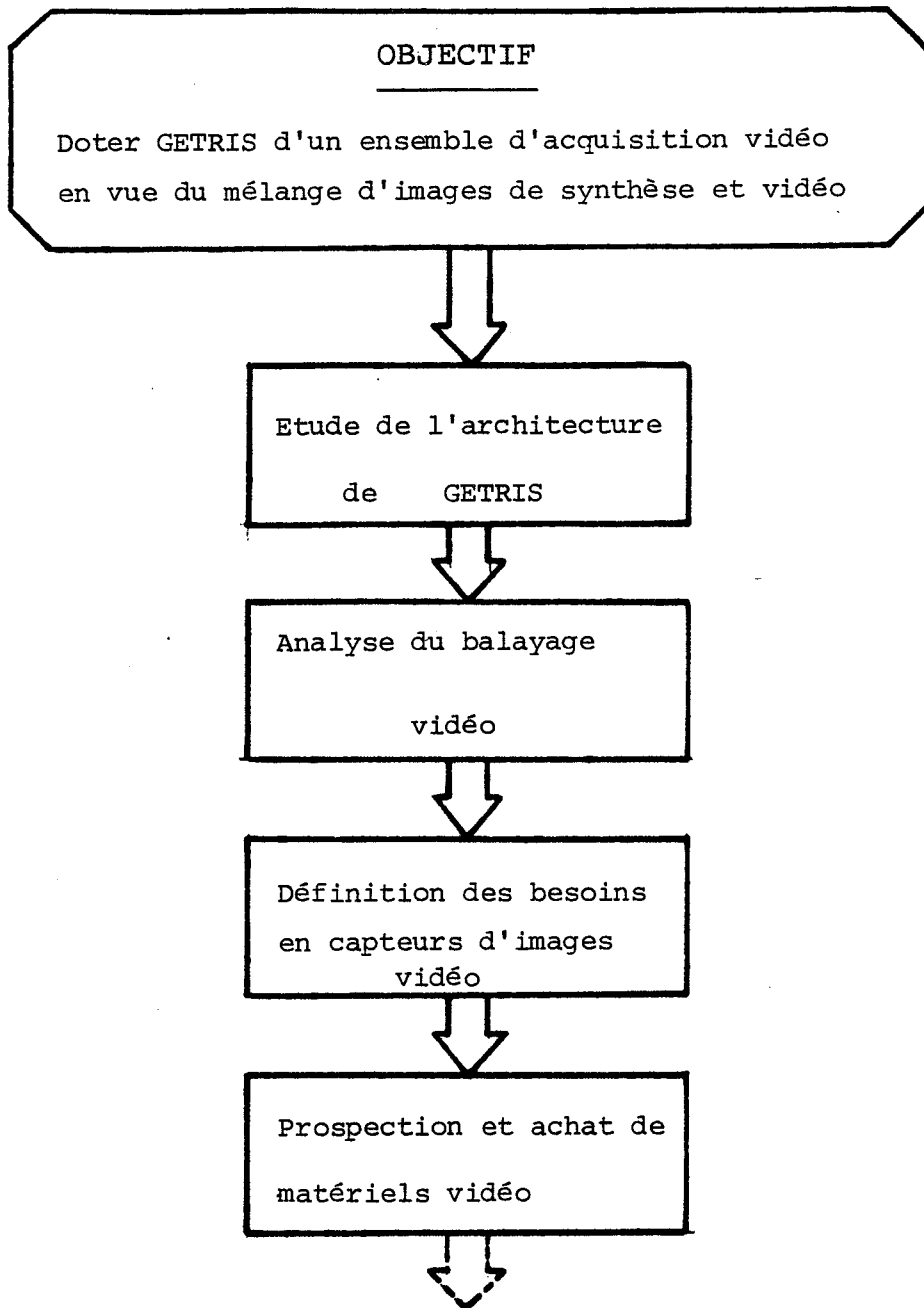 OBJECTIF
Doter GETRIS d'un ensemble d'acquisition vidéo
en vue du mélange d'images de synthèse et vidéo
Etude de l'architecture
de GETRIS
Analyse du balayage
vidéo
Définition des besoins
en capteurs d'images
vidéo
Prospection et achat de
matériels vidéo